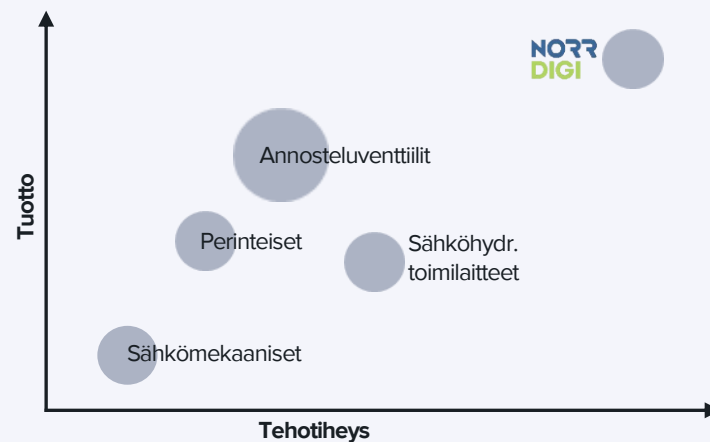 NORR
DIGI
Annosteluventtiilit
Tuotto
Perinteiset
Sähköhydr.
toimilaitteet
Sähkömekaaniset
Tehotiheys